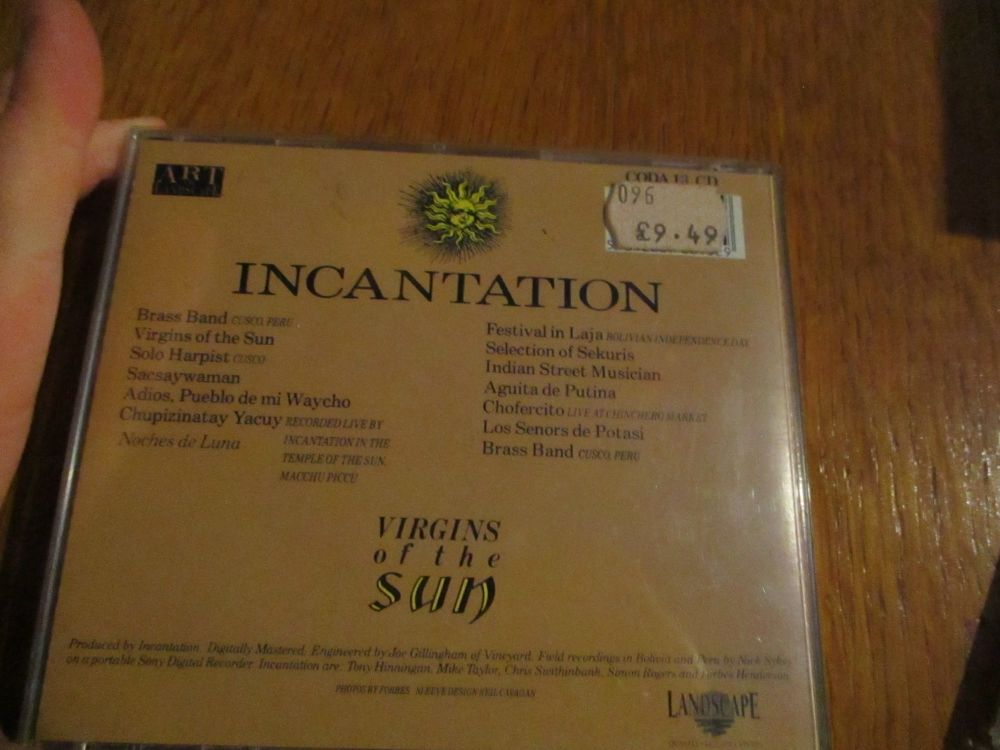 ART
LANDSCAPE
CODA 13 CD
096
£9.49
INCANTATION
Brass Band CUSCO, PERU
Virgins of the Sun
Solo Harpist CUSCO
Sacsaywaman
Adios, Pueblo de mi Waycho
Chupizinatay Yacuy RECORDED LIVE BY
INCANTATION IN THE
TEMPLE OF THE SUN,
MACCHU PICCU
Noches de Luna
Festival in Laja BOLIVIAN INDEPENDENCE DAY
Selection of Sekuris
Indian Street Musician
Aguita de Putina
Chofercito LIVE AT CHINCHERO MARKET
Los Senors de Potasi
Brass Band CUSCO, PERU
VIRGINS
of the
sun
Produced by Incantation. Digitally Mastered. Engineered by Joe Gillingham of Vineyard. Field recordings in Bolivia and Peru by Nick Sykes
on a portable Sony Digital Recorder. Incantation are: Tony Hinnigan, Mike Taylor, Chris Swithinbank, Simon Rogers and Forbes Henderson
PHOTOS BY FORBES SLEEVE DESIGN NEIL
LANDSCAPE